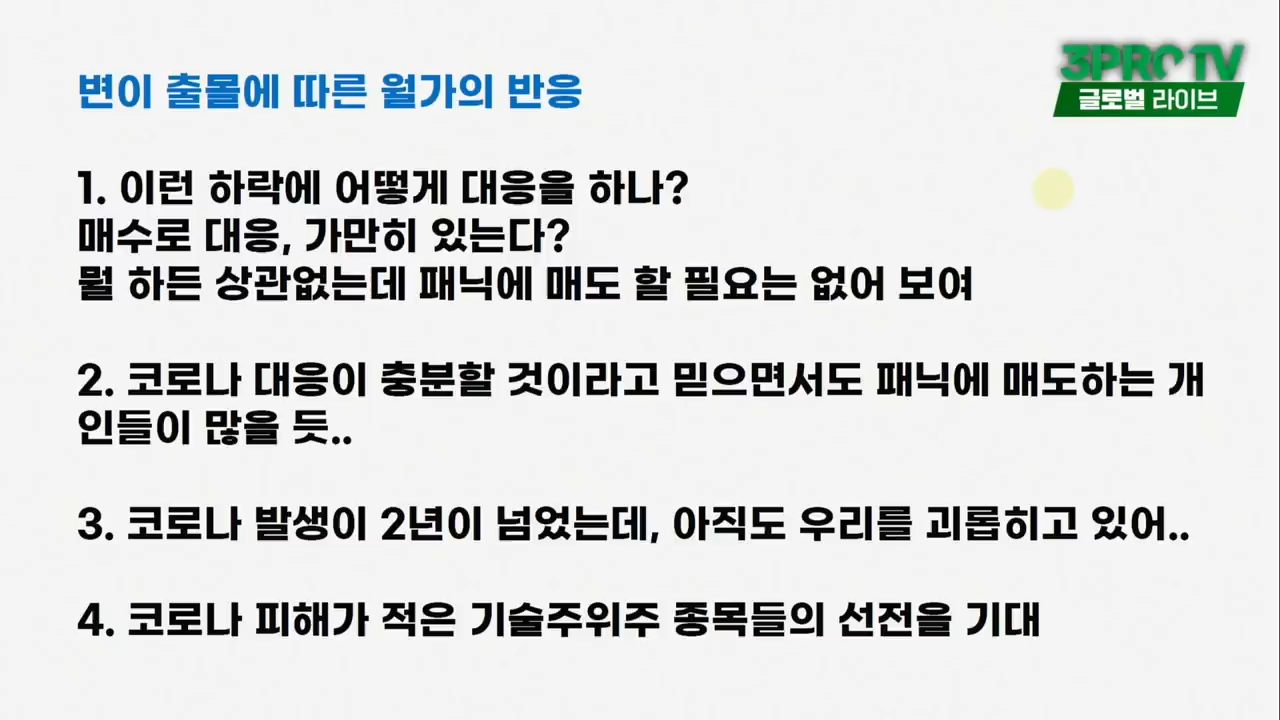 3PRO TV
글로벌 라이브
변이 출몰에 따른 월가의 반응
1. 이런 하락에 어떻게 대응을 하나?
매수로 대응, 가만히 있는다?
뭘 하든 상관없는데 패닉에 매도 할 필요는 없어 보여
2. 코로나 대응이 충분할 것이라고 믿으면서도 패닉에 매도하는 개
인들이 많을 듯..
3. 코로나 발생이 2년이 넘었는데, 아직도 우리를 괴롭히고 있어..
4. 코로나 피해가 적은 기술주위주 종목들의 선전을 기대